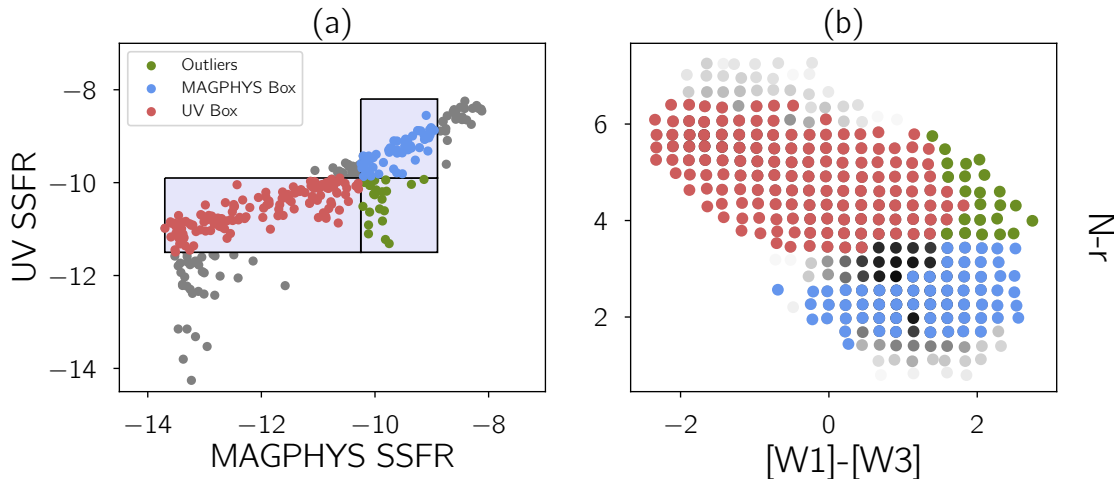 (a)
(b)
Outliers
MAGPHYS Box
UV Box
−8
−10
−12
−14
UV SSFR
−14
−12
−10
−8
MAGPHYS SSFR
6
4
2
N-r
−2
0
2
[W1]-[W3]